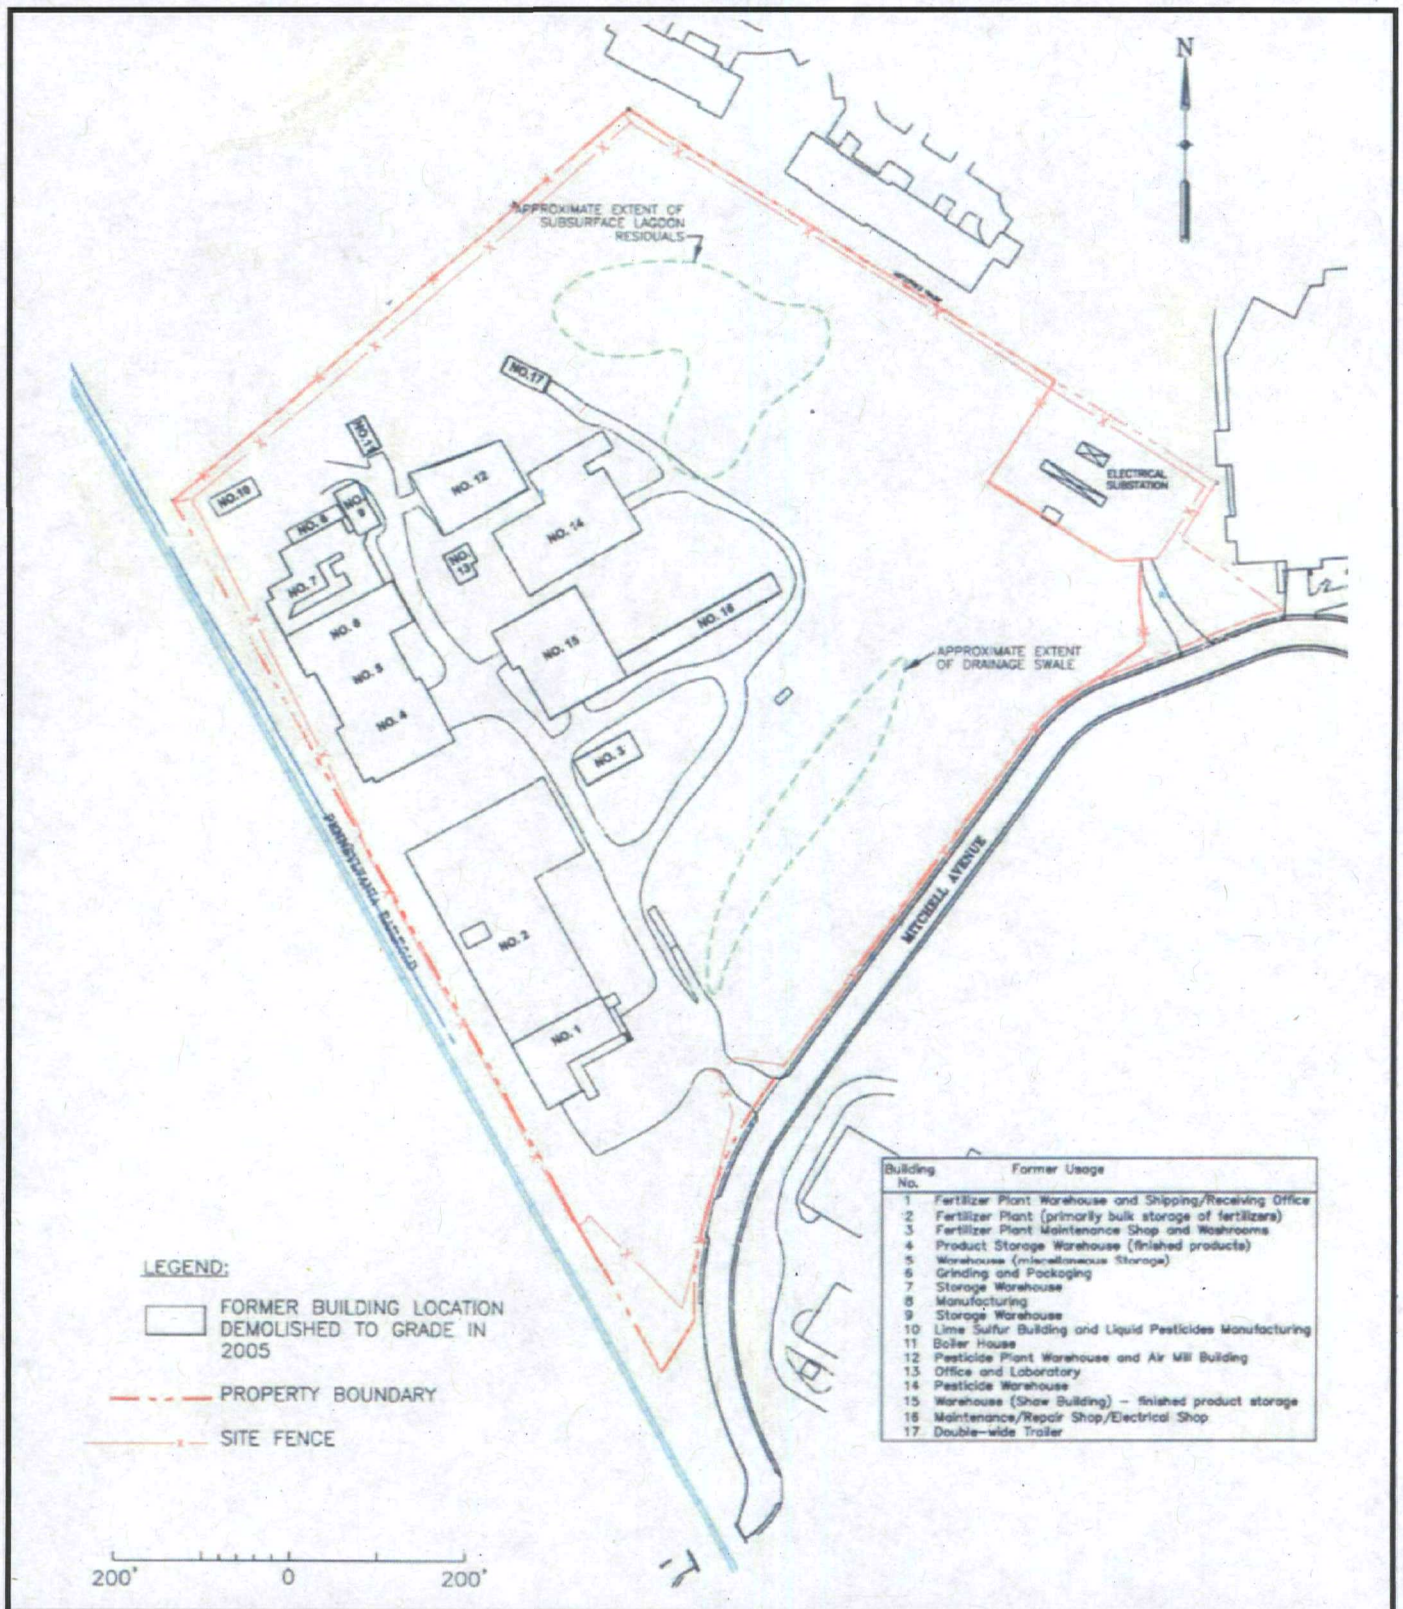 N
APPROXIMATE EXTENT OF
SUBSURFACE LAGOON
RESIDUALS
NO.17
NO.11
NO.10
NO. 12
NO.
9
NO. 8
NO. 14
NO.
13
NO. 7
NO. 6
NO. 16
NO. 15
NO. 5
NO. 4
NO. 3
NO. 2
NO. 1
ELECTRICAL
SUBSTATION
APPROXIMATE EXTENT
OF DRAINAGE SWALE
PENNSYLVANIA RAILROAD
MITCHELL AVENUE
Building No. Former Usage
1 Fertilizer Plant Warehouse and Shipping/Receiving Office
2 Fertilizer Plant (primarily bulk storage of fertilizers)
3 Fertilizer Plant Maintenance Shop and Washrooms
4 Product Storage Warehouse (finished products)
5 Warehouse (miscellaneous Storage)
6 Grinding and Packaging
7 Storage Warehouse
8 Manufacturing
9 Storage Warehouse
10 Lime Sulfur Building and Liquid Pesticides Manufacturing
11 Boiler House
12 Pesticide Plant Warehouse and Air Mill Building
13 Office and Laboratory
14 Pesticide Warehouse
15 Warehouse (Shaw Building) – finished product storage
16 Maintenance/Repair Shop/Electrical Shop
17 Double-wide Trailer
LEGEND:
FORMER BUILDING LOCATION
DEMOLISHED TO GRADE IN
2005
PROPERTY BOUNDARY
SITE FENCE
200' 0 200'